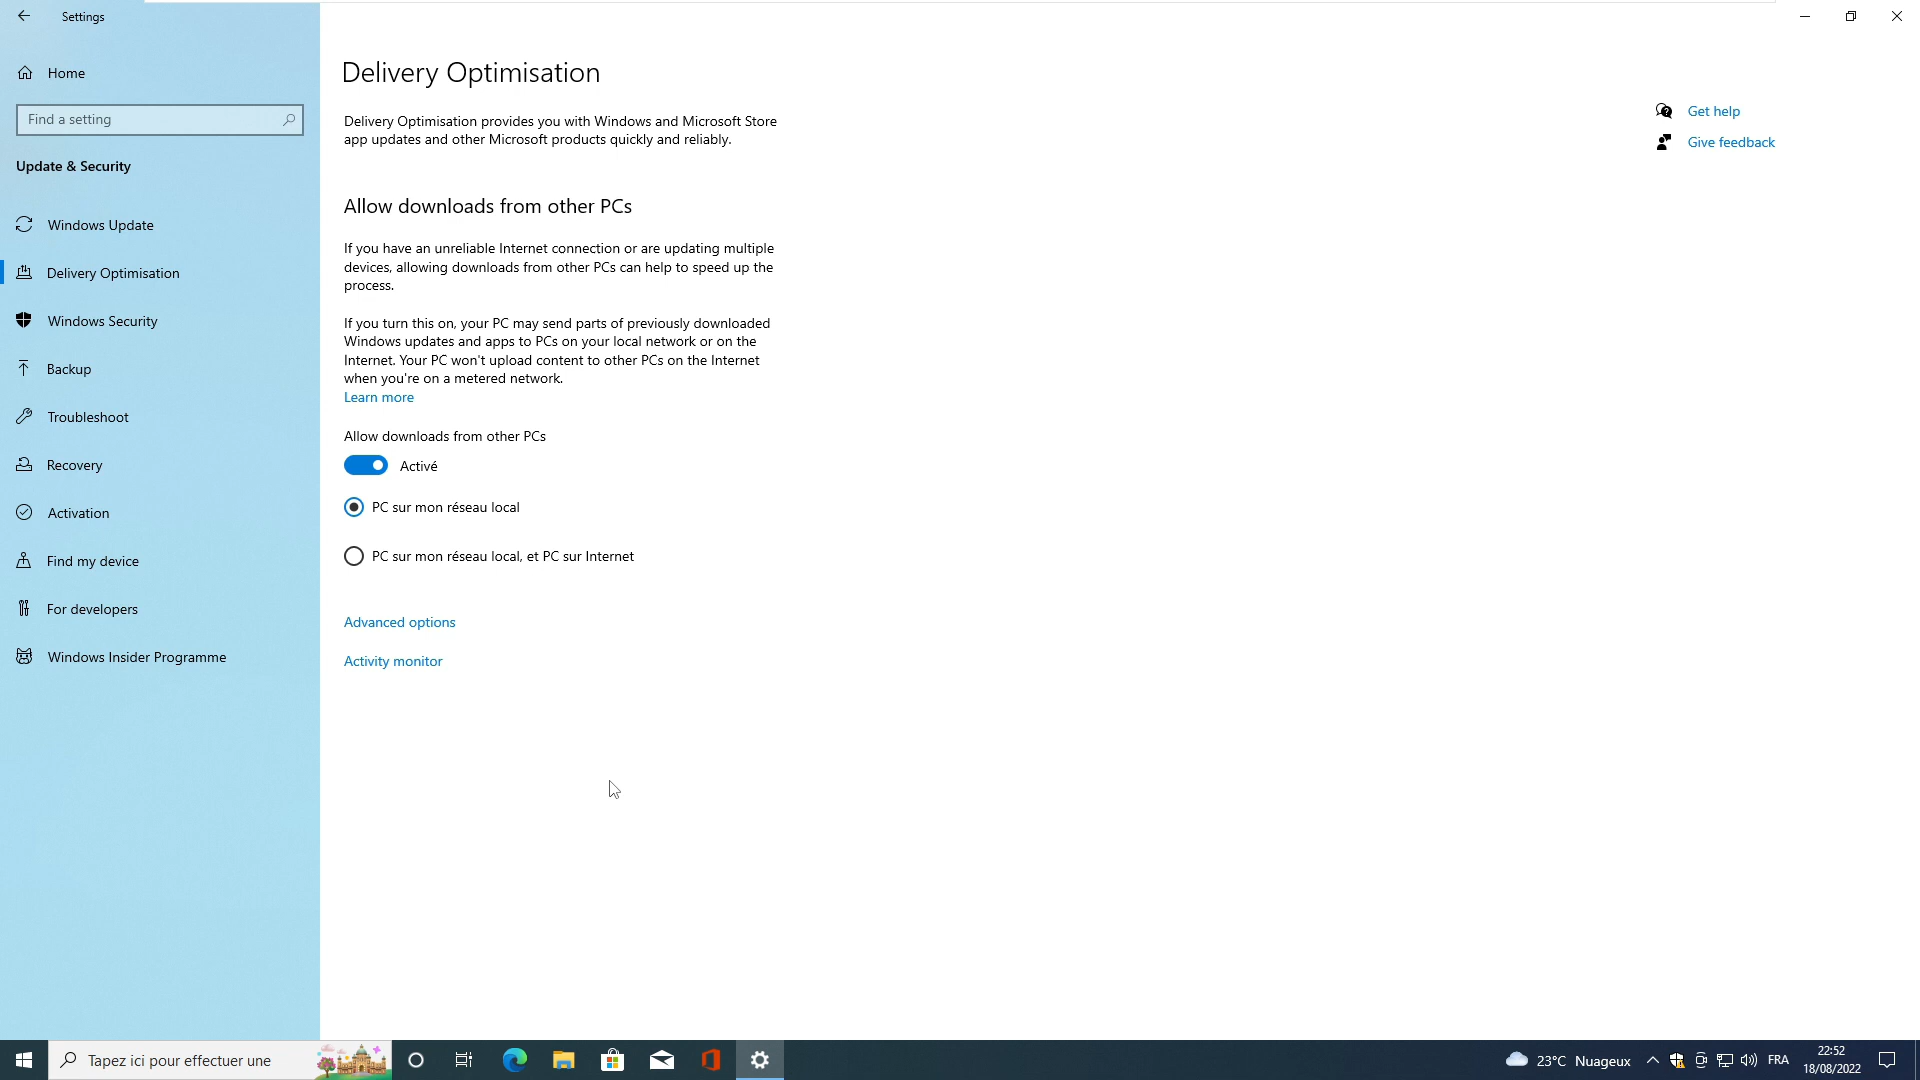 Settings
Home
Find a setting
Update & Security
Windows Update
Delivery Optimisation
Windows Security
Backup
Troubleshoot
Recovery
Activation
Find my device
For developers
Windows Insider Programme
Delivery Optimisation
Delivery Optimisation provides you with Windows and Microsoft Store
app updates and other Microsoft products quickly and reliably.
Allow downloads from other PCs
If you have an unreliable Internet connection or are updating multiple
devices, allowing downloads from other PCs can help to speed up the
process.
If you turn this on, your PC may send parts of previously downloaded
Windows updates and apps to PCs on your local network or on the
Internet. Your PC won't upload content to other PCs on the Internet
when you're on a metered network.
Learn more
Allow downloads from other PCs
Activé
PC sur mon réseau local
PC sur mon réseau local, et PC sur Internet
Advanced options
Activity monitor
Get help
Give feedback
Tapez ici pour effectuer une
23°C Nuageux
FRA
22:52
18/08/2022